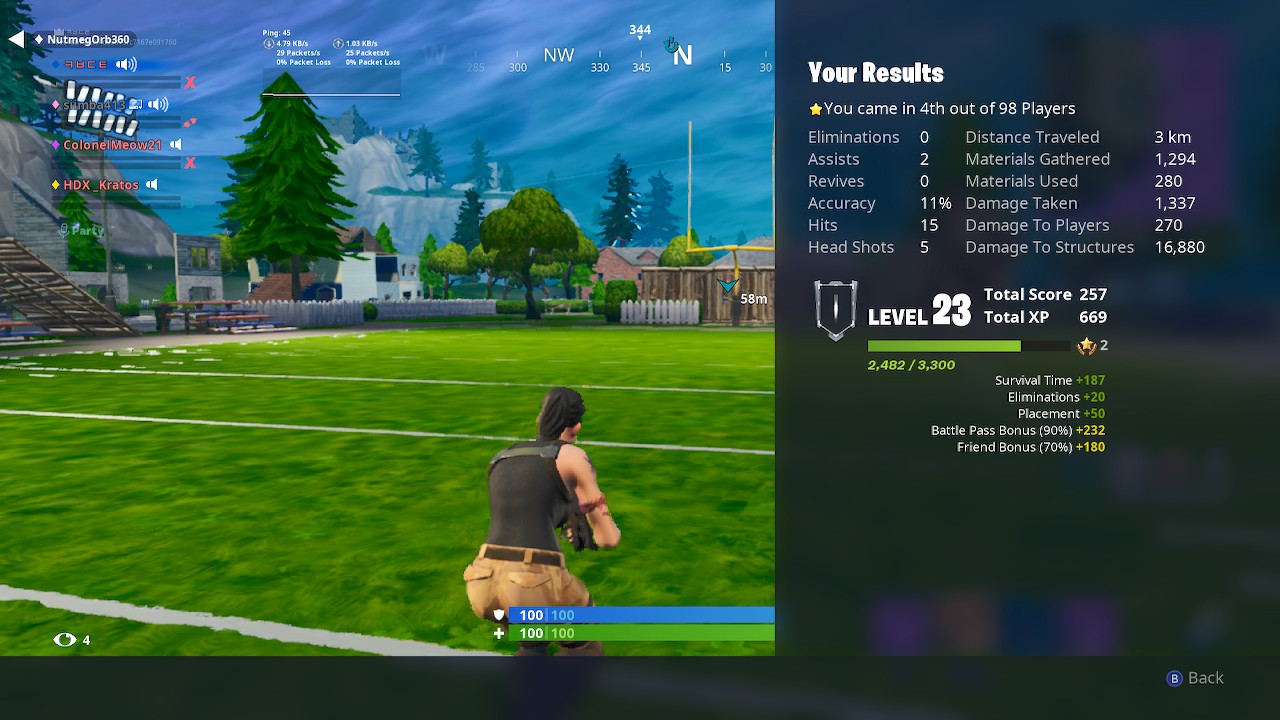 NutmegOrb360
ꓤUCE
slimba413
ColonelMeow21
HDX_Kratos
Party
Ping: 45
4.79 KB/s 1.03 KB/s
29 Packets/s 25 Packets/s
0% Packet Loss 0% Packet Loss
344
W NW N
285 300 330 345 15 30
58m
100 | 100
100 | 100
4
Your Results
You came in 4th out of 98 Players
Eliminations 0 Distance Traveled 3 km
Assists 2 Materials Gathered 1,294
Revives 0 Materials Used 280
Accuracy 11% Damage Taken 1,337
Hits 15 Damage To Players 270
Head Shots 5 Damage To Structures 16,880
LEVEL 23
Total Score 257
Total XP 669
2
2,482 / 3,300
Survival Time +187
Eliminations +20
Placement +50
Battle Pass Bonus (90%) +232
Friend Bonus (70%) +180
B Back